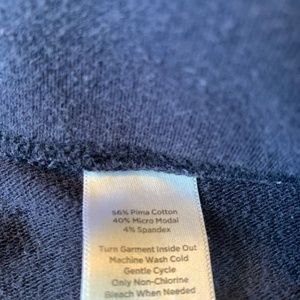 56% Pima Cotton
40% Micro Modal
4% Spandex
Turn Garment Inside Out
Machine Wash Cold
Gentle Cycle
Only Non-Chlorine
Bleach When Needed